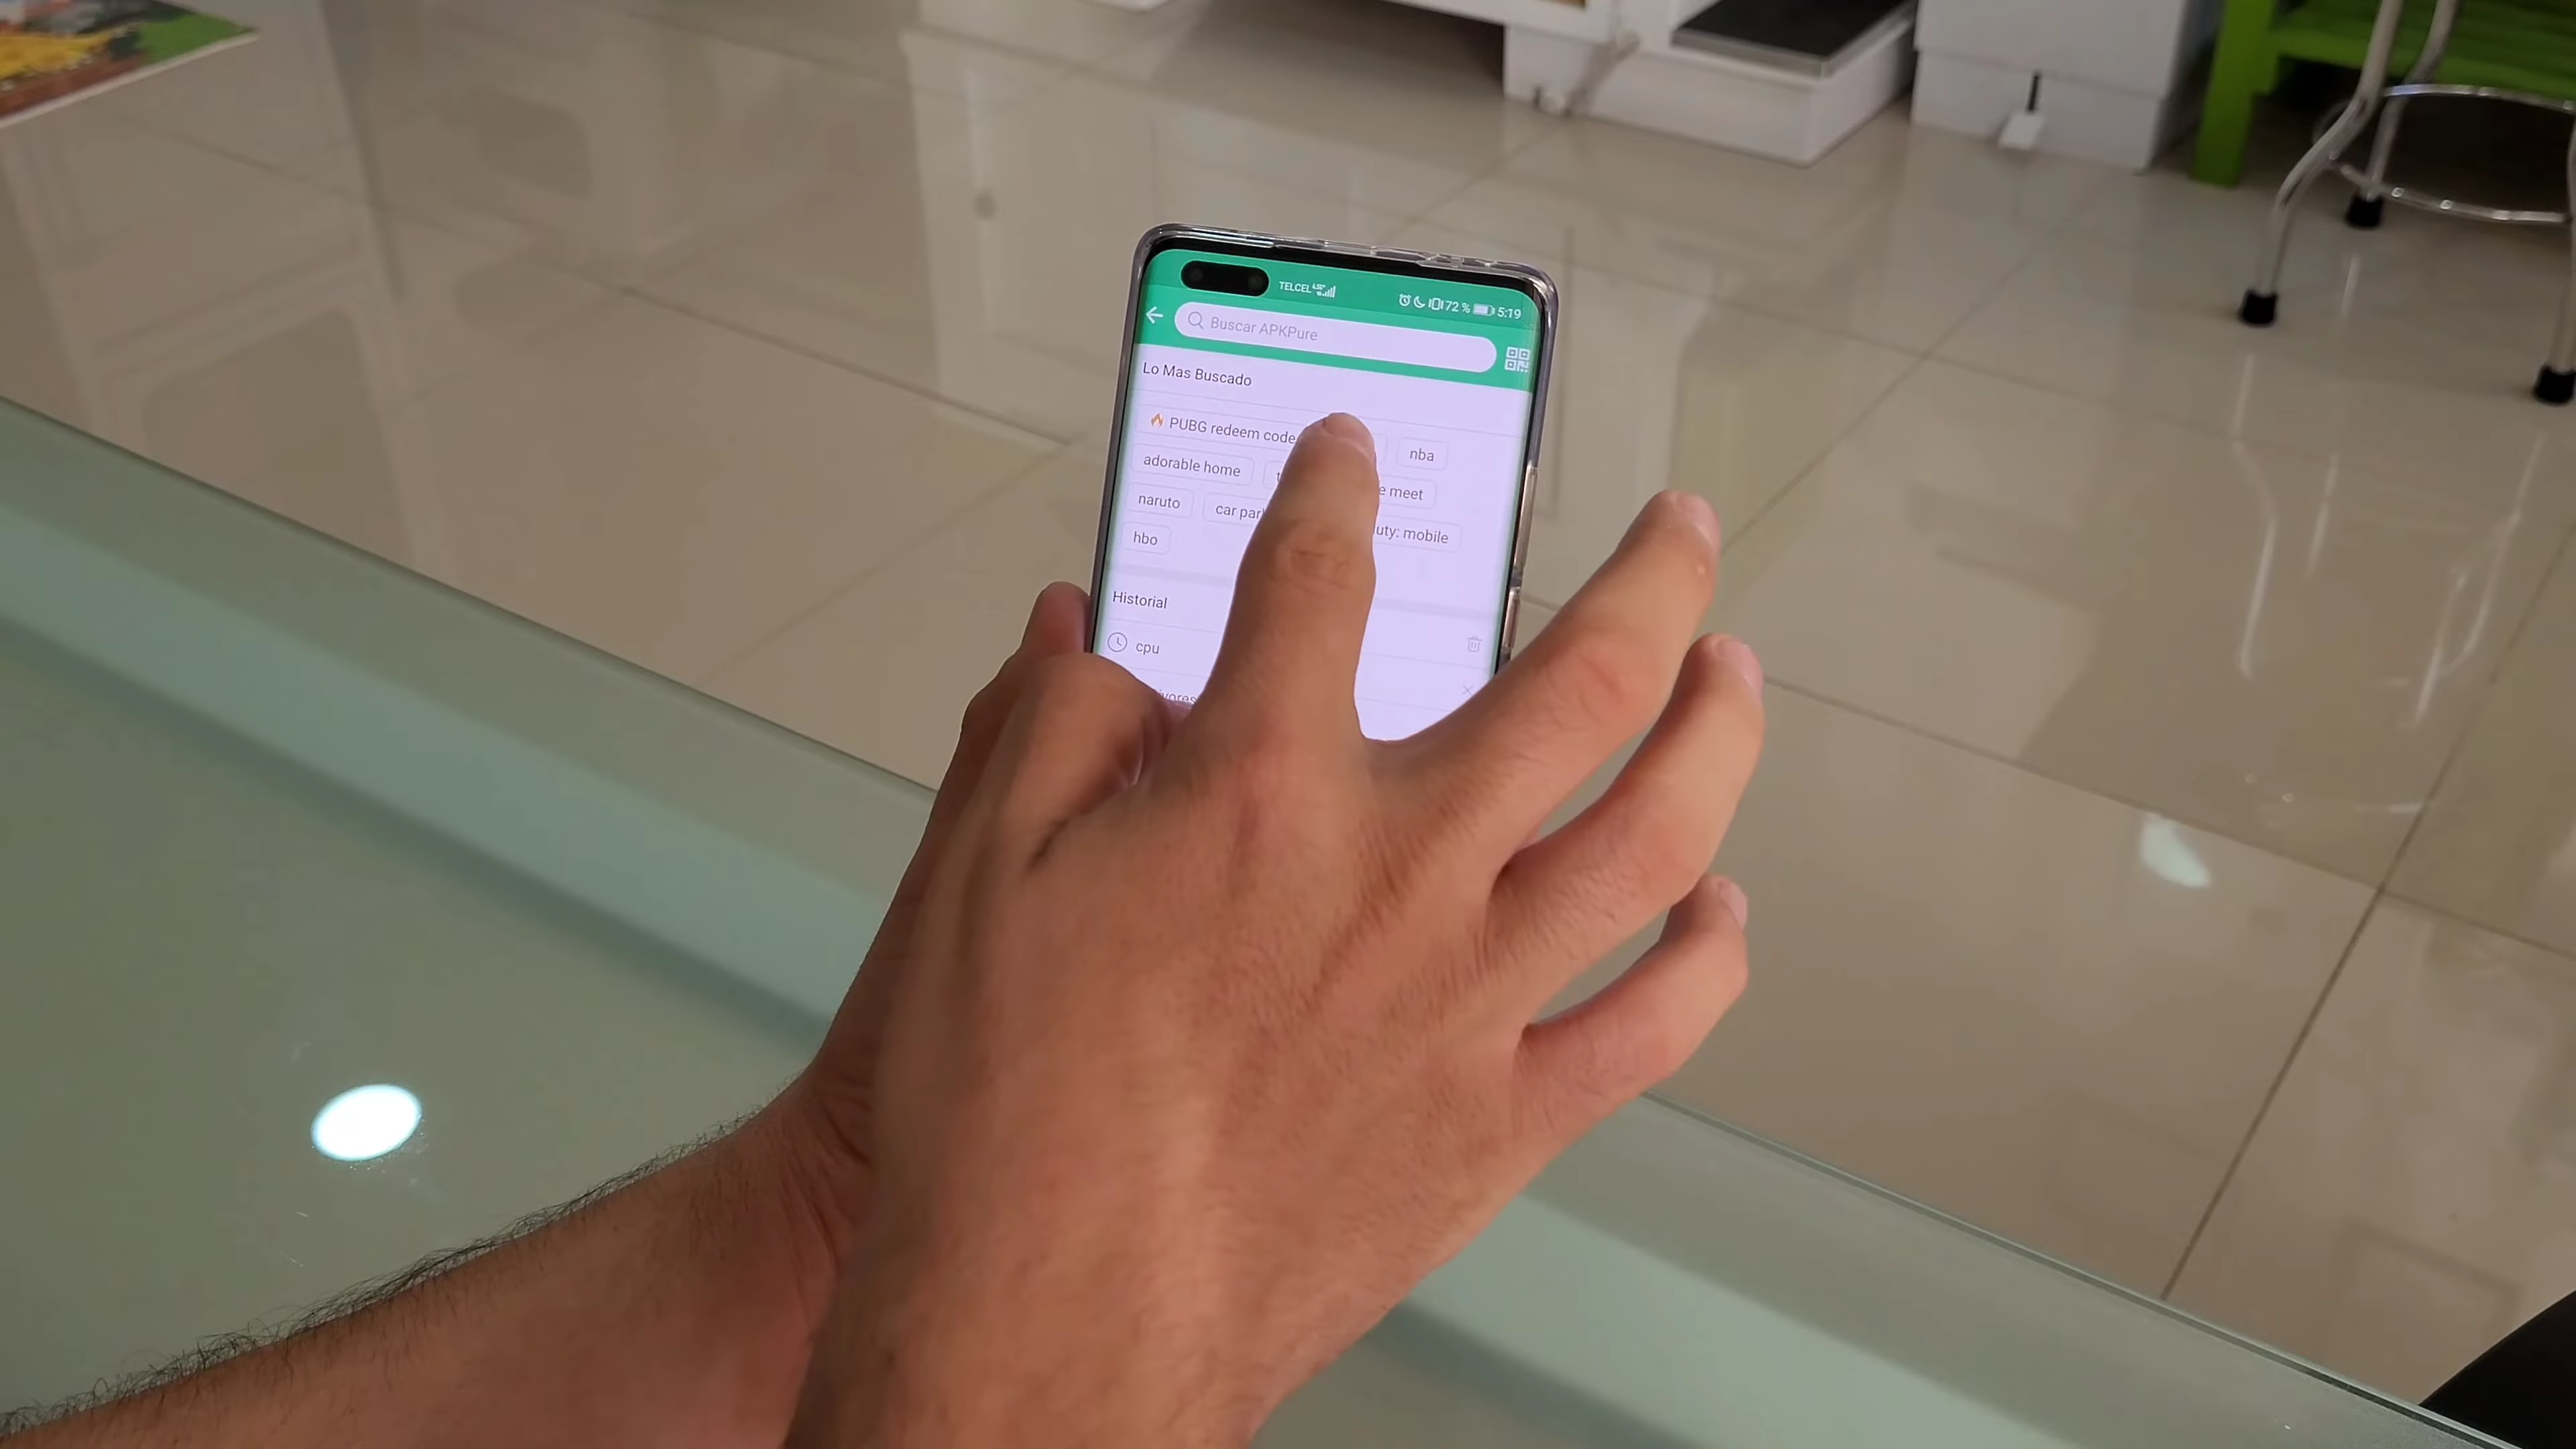 TELCEL 72 % 5:19
Buscar APKPure
Lo Mas Buscado
PUBG redeem code
nba
adorable home
e meet
naruto
car par
uty: mobile
hbo
Historial
cpu
ivores